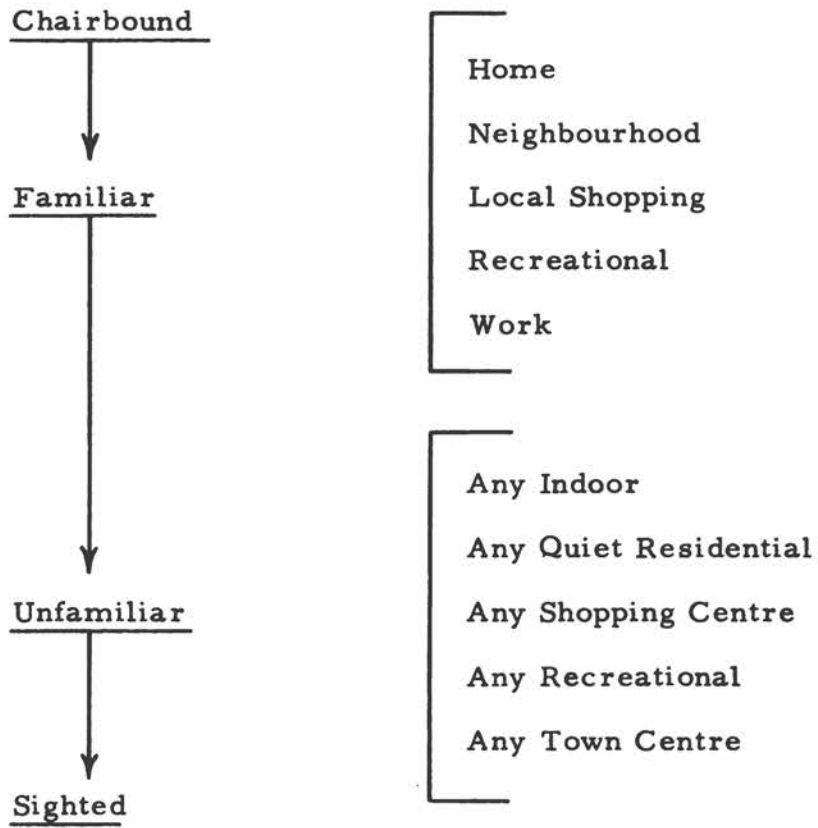 Chairbound
Home
Neighbourhood
Familiar
Local Shopping
Recreational
Work
Any Indoor
Any Quiet Residential
Unfamiliar
Any Shopping Centre
Any Recreational
Any Town Centre
Sighted